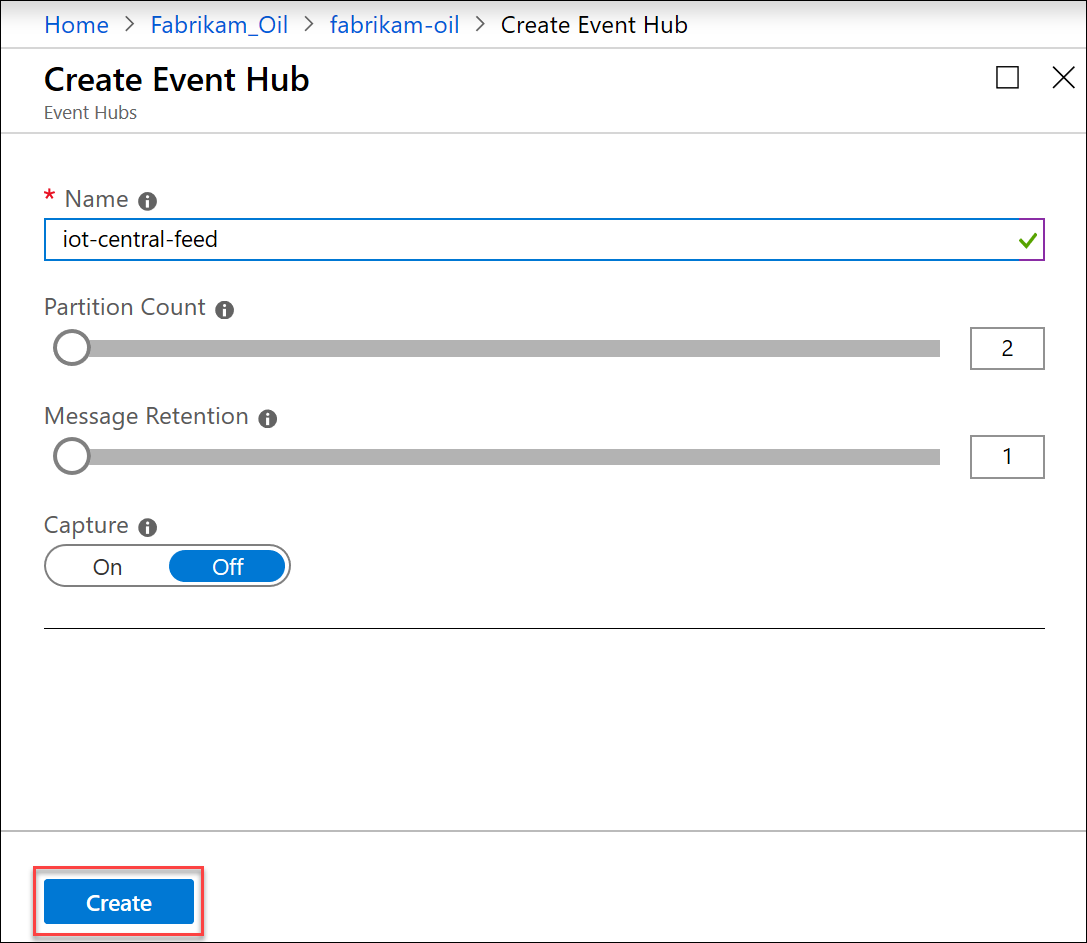 Home > Fabrikam_Oil > fabrikam-oil > Create Event Hub
Create Event Hub
Event Hubs
* Name
iot-central-feed
Partition Count
2
Message Retention
1
Capture
On Off
Create